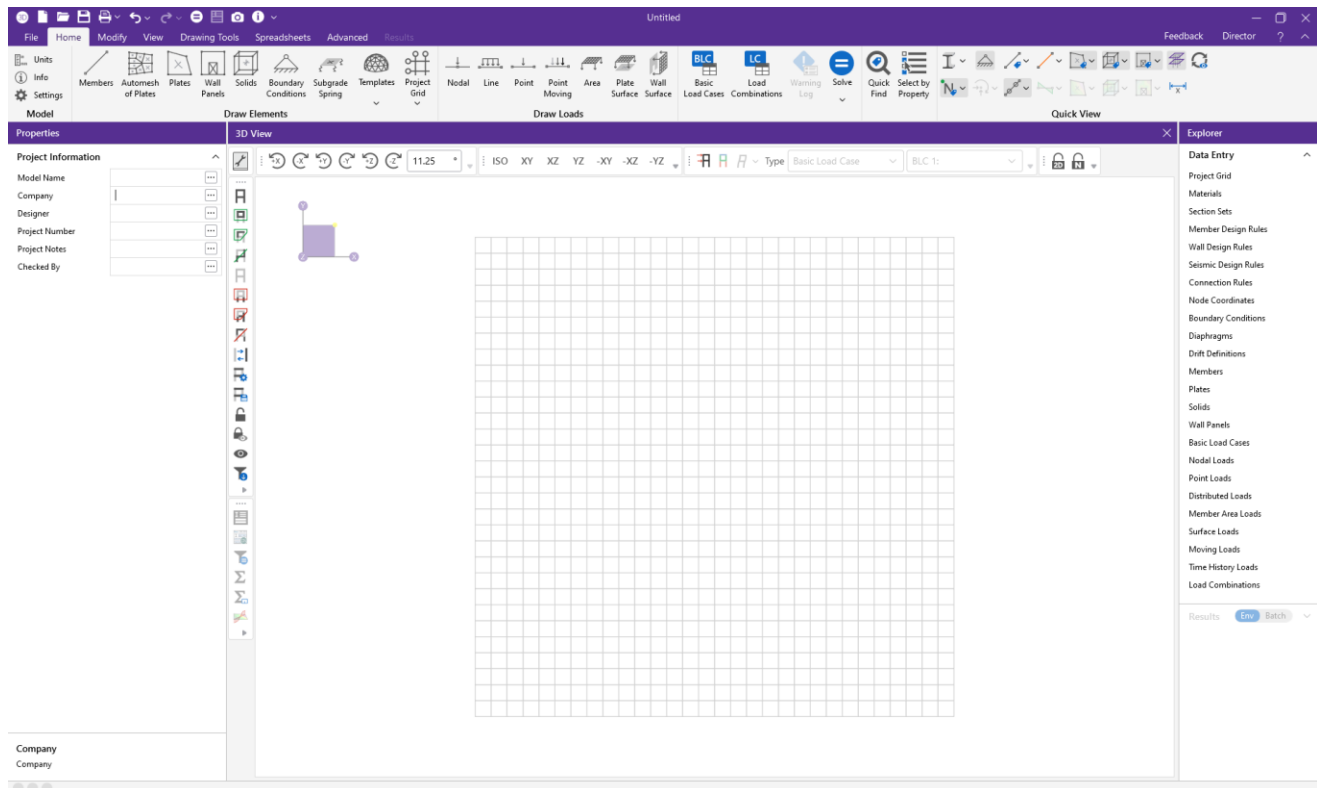 3D Untitled
File Home Modify View Drawing Tools Spreadsheets Advanced Results Feedback Director ?
Units
Info
Settings
Members Automesh of Plates Plates Wall Panels Solids Boundary Conditions Subgrade Spring Templates Project Grid Nodal Line Point Point Moving Area Plate Surface Wall Surface BLC Basic Load Cases LC Load Combinations Warning Log Solve Quick Find Select by Property N
Model Draw Elements Draw Loads Quick View
Properties 3D View Explorer
Project Information
Model Name
Company
Designer
Project Number
Project Notes
Checked By
+X -X +Y -Y +Z -Z 11.25 ° ISO XY XZ YZ -XY -XZ -YZ Type Basic Load Case BLC 1: 2D N
Y
Z X
Data Entry
Project Grid
Materials
Section Sets
Member Design Rules
Wall Design Rules
Seismic Design Rules
Connection Rules
Node Coordinates
Boundary Conditions
Diaphragms
Drift Definitions
Members
Plates
Solids
Wall Panels
Basic Load Cases
Nodal Loads
Point Loads
Distributed Loads
Member Area Loads
Surface Loads
Moving Loads
Time History Loads
Load Combinations
Results Env Batch
Company
Company